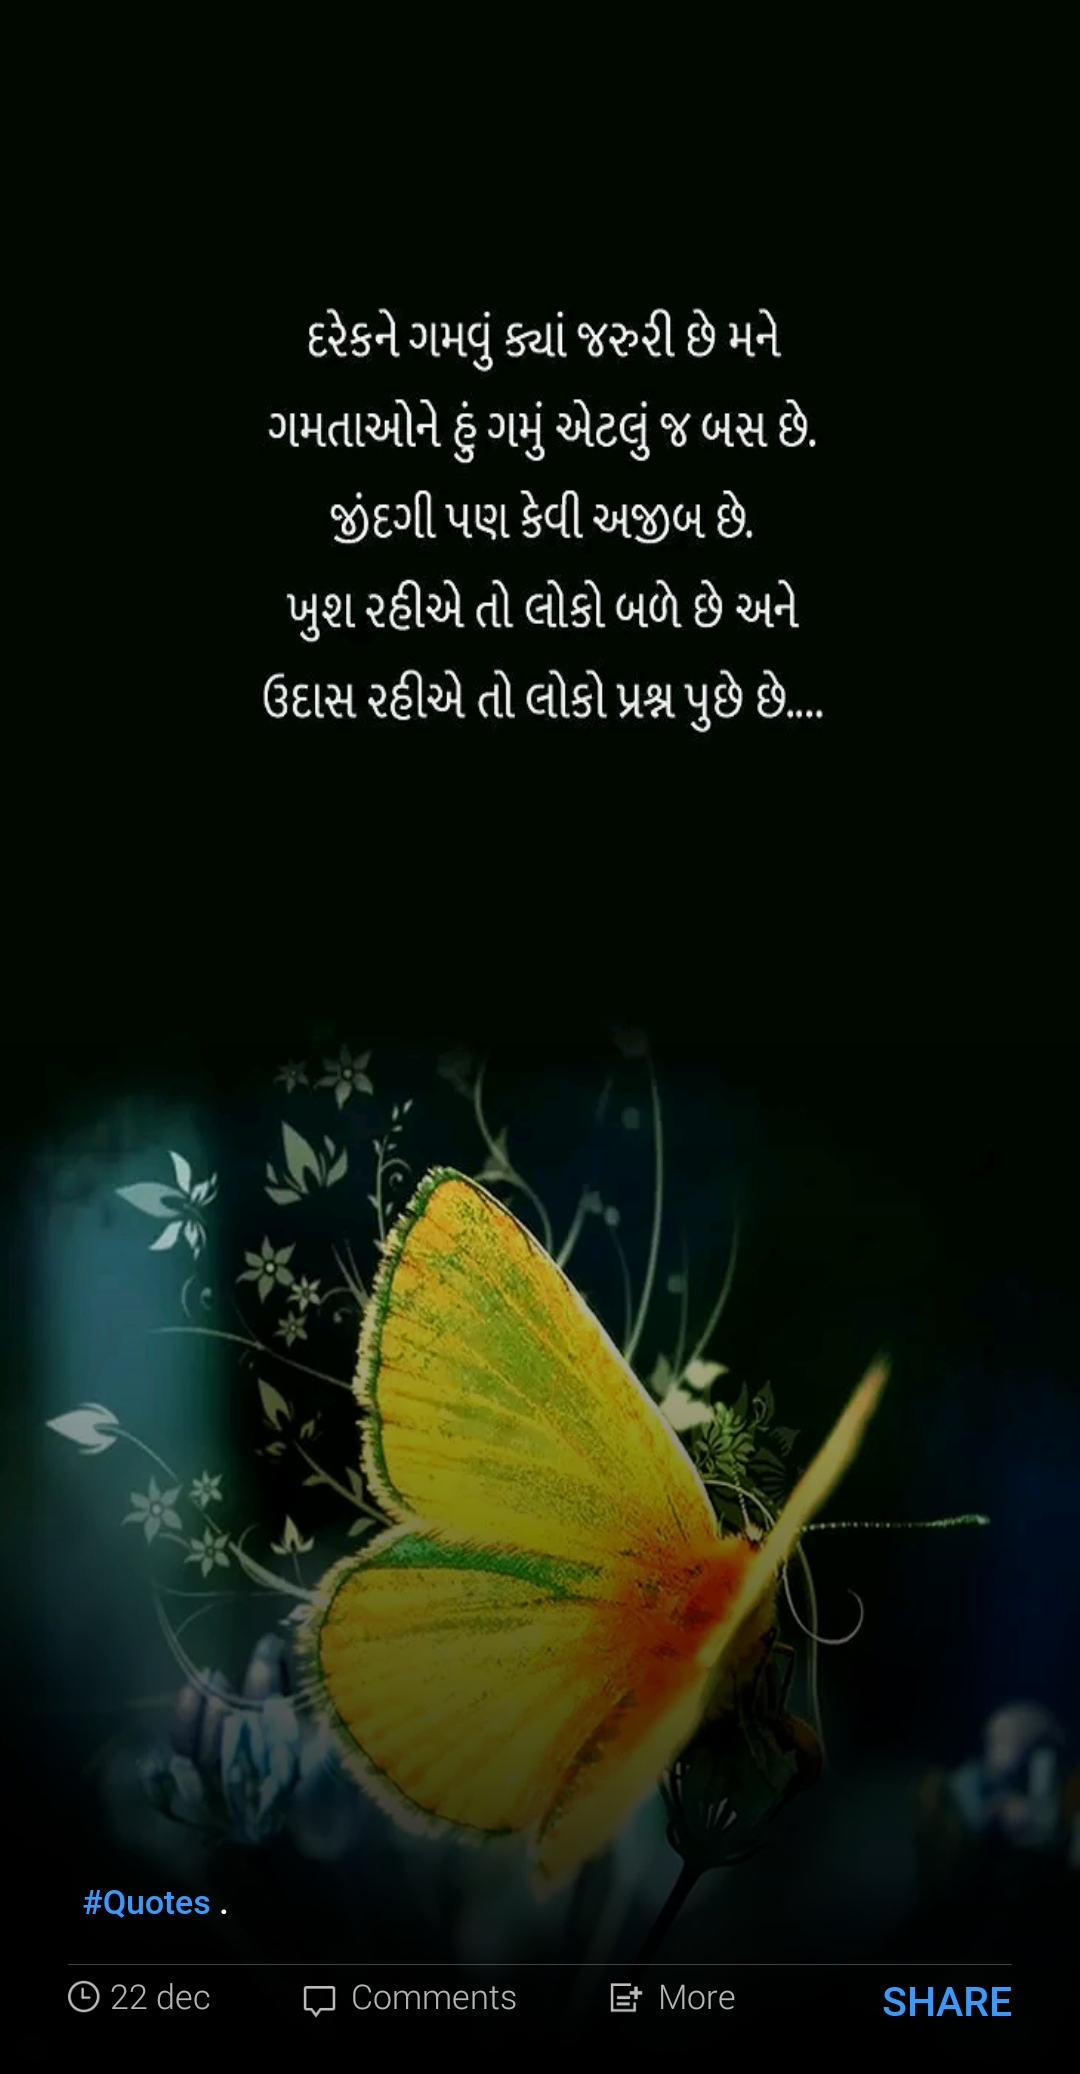 દરેકને ગમવું ક્યાં જરુરી છે મને
ગમતાઓને હું ગમું એટલું જ બસ છે.
જીંદગી પણ કેવી અજીબ છે.
ખુશ રહીએ તો લોકો બળે છે અને
ઉદાસ રહીએ તો લોકો પ્રશ્ન પુછે છે....
#Quotes .
22 dec Comments More SHARE